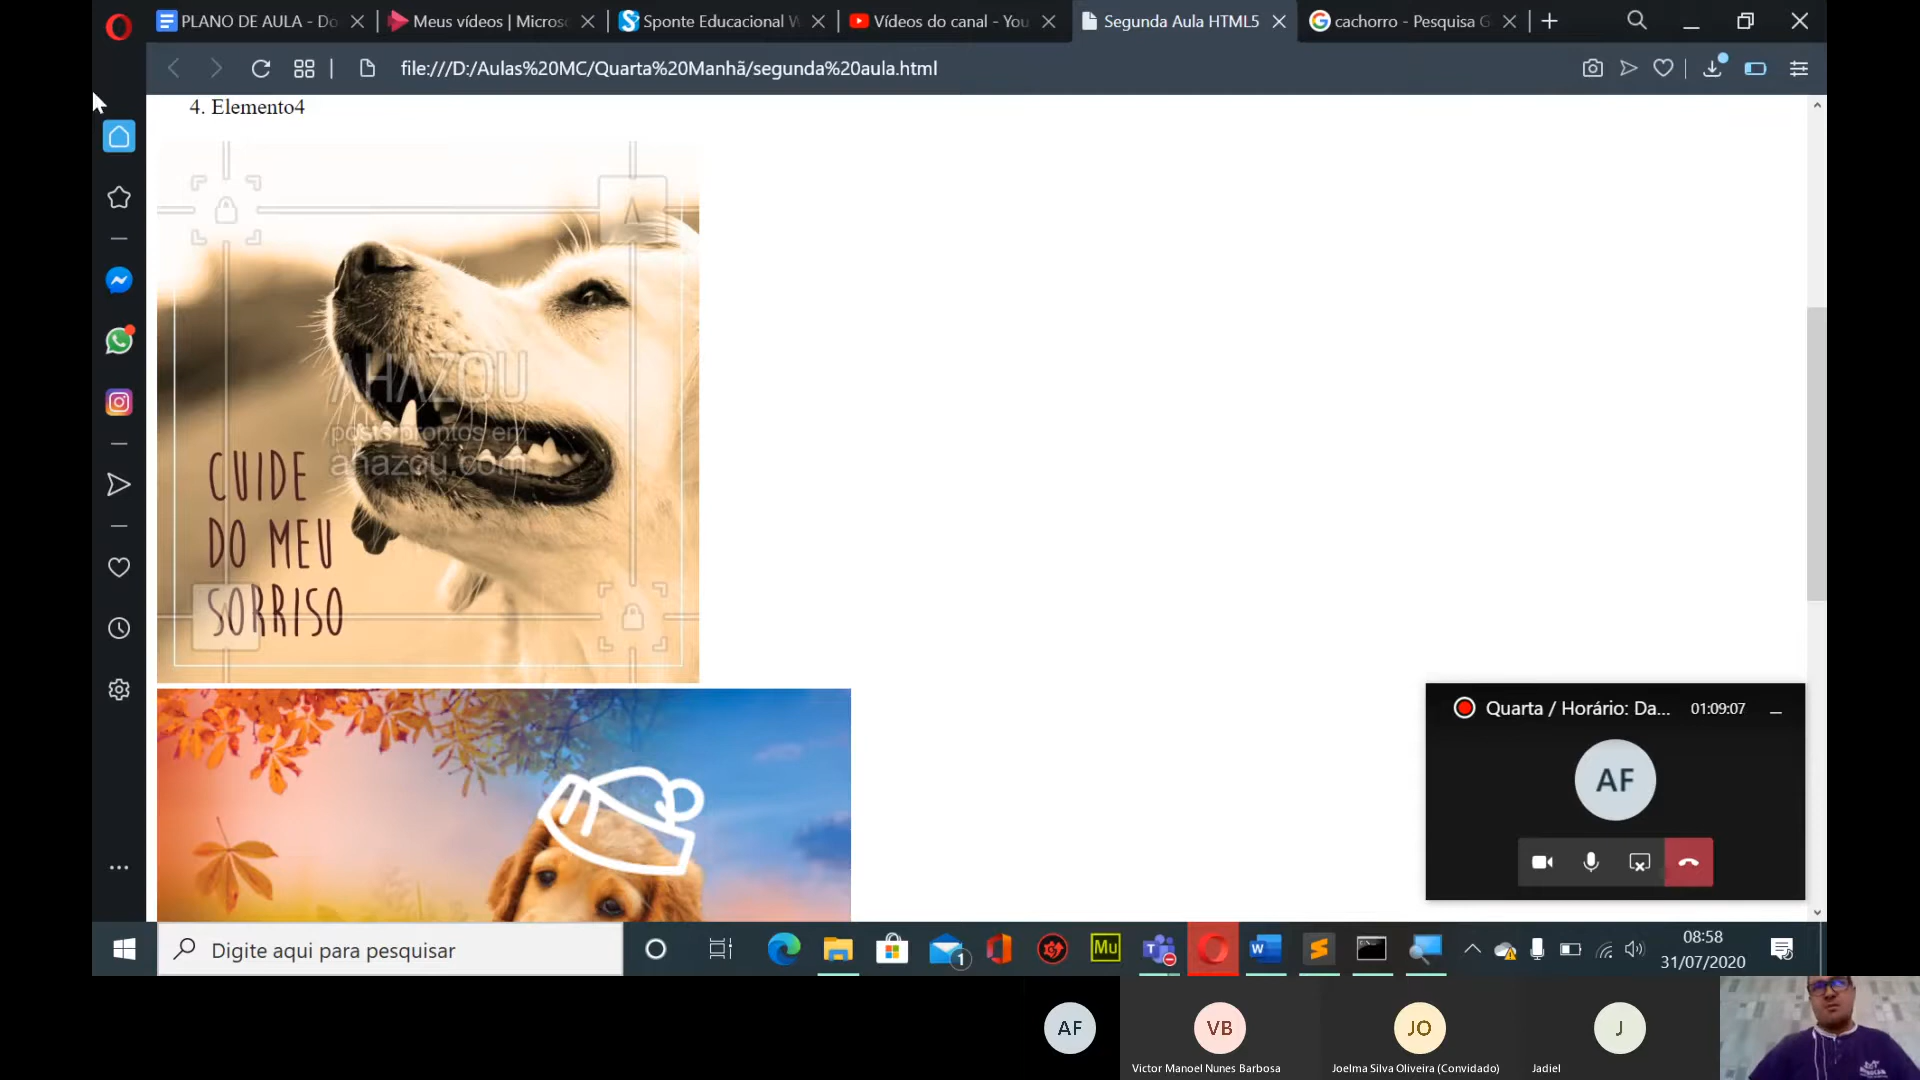 PLANO DE AULA - Do
Meus vídeos | Microso
Sponte Educacional W
Vídeos do canal - You
Segunda Aula HTML5
cachorro - Pesquisa G
file:///D:/Aulas%20MC/Quarta%20Manhã/segunda%20aula.html
4. Elemento4
AHAZOU
posts prontos em
ahazou.com
CUIDE
DO MEU
SORRISO
Quarta / Horário: Da...
01:09:07
AF
Digite aqui para pesquisar
1
Mu
08:58
31/07/2020
AF
VB
JO
J
Victor Manoel Nunes Barbosa
Joelma Silva Oliveira (Convidado)
Jadiel